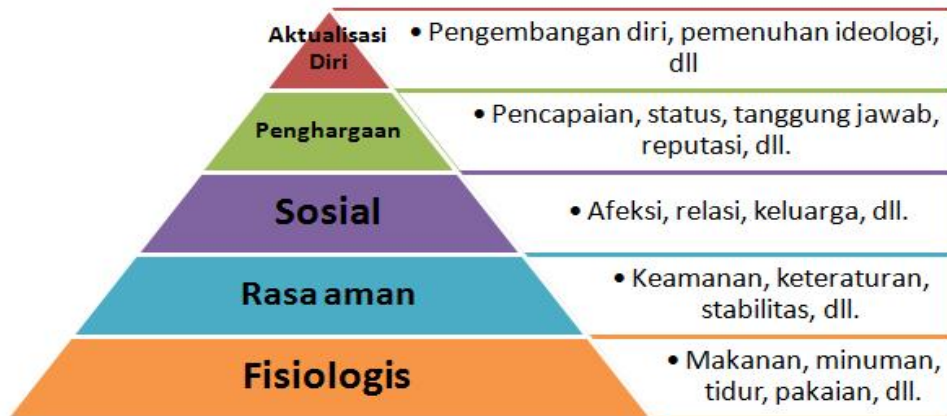 Aktualisasi
Diri
• Pengembangan diri, pemenuhan ideologi,
dll
Penghargaan
• Pencapaian, status, tanggung jawab,
reputasi, dll.
Sosial
• Afeksi, relasi, keluarga, dll.
Rasa aman
• Keamanan, keteraturan,
stabilitas, dll.
Fisiologis
• Makanan, minuman,
tidur, pakaian, dll.